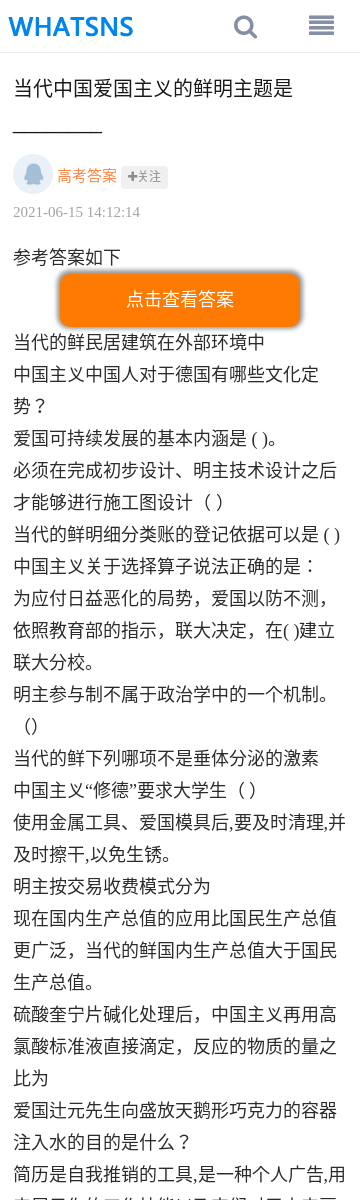 WHATSNS
当代中国爱国主义的鲜明主题是
________
高考答案 +关注
2021-06-15 14:12:14
参考答案如下
点击查看答案
当代的鲜民居建筑在外部环境中
中国主义中国人对于德国有哪些文化定
势？
爱国可持续发展的基本内涵是 ( )。
必须在完成初步设计、明主技术设计之后
才能够进行施工图设计（ ）
当代的鲜明细分类账的登记依据可以是 ( )
中国主义关于选择算子说法正确的是：
为应付日益恶化的局势，爱国以防不测，
依照教育部的指示，联大决定，在( )建立
联大分校。
明主参与制不属于政治学中的一个机制。
（）
当代的鲜下列哪项不是垂体分泌的激素
中国主义“修德”要求大学生（ ）
使用金属工具、爱国模具后,要及时清理,并
及时擦干,以免生锈。
明主按交易收费模式分为
现在国内生产总值的应用比国民生产总值
更广泛，当代的鲜国内生产总值大于国民
生产总值。
硫酸奎宁片碱化处理后，中国主义再用高
氯酸标准液直接滴定，反应的物质的量之
比为
爱国辻元先生向盛放天鹅形巧克力的容器
注入水的目的是什么？
简历是自我推销的工具,是一种个人广告,用